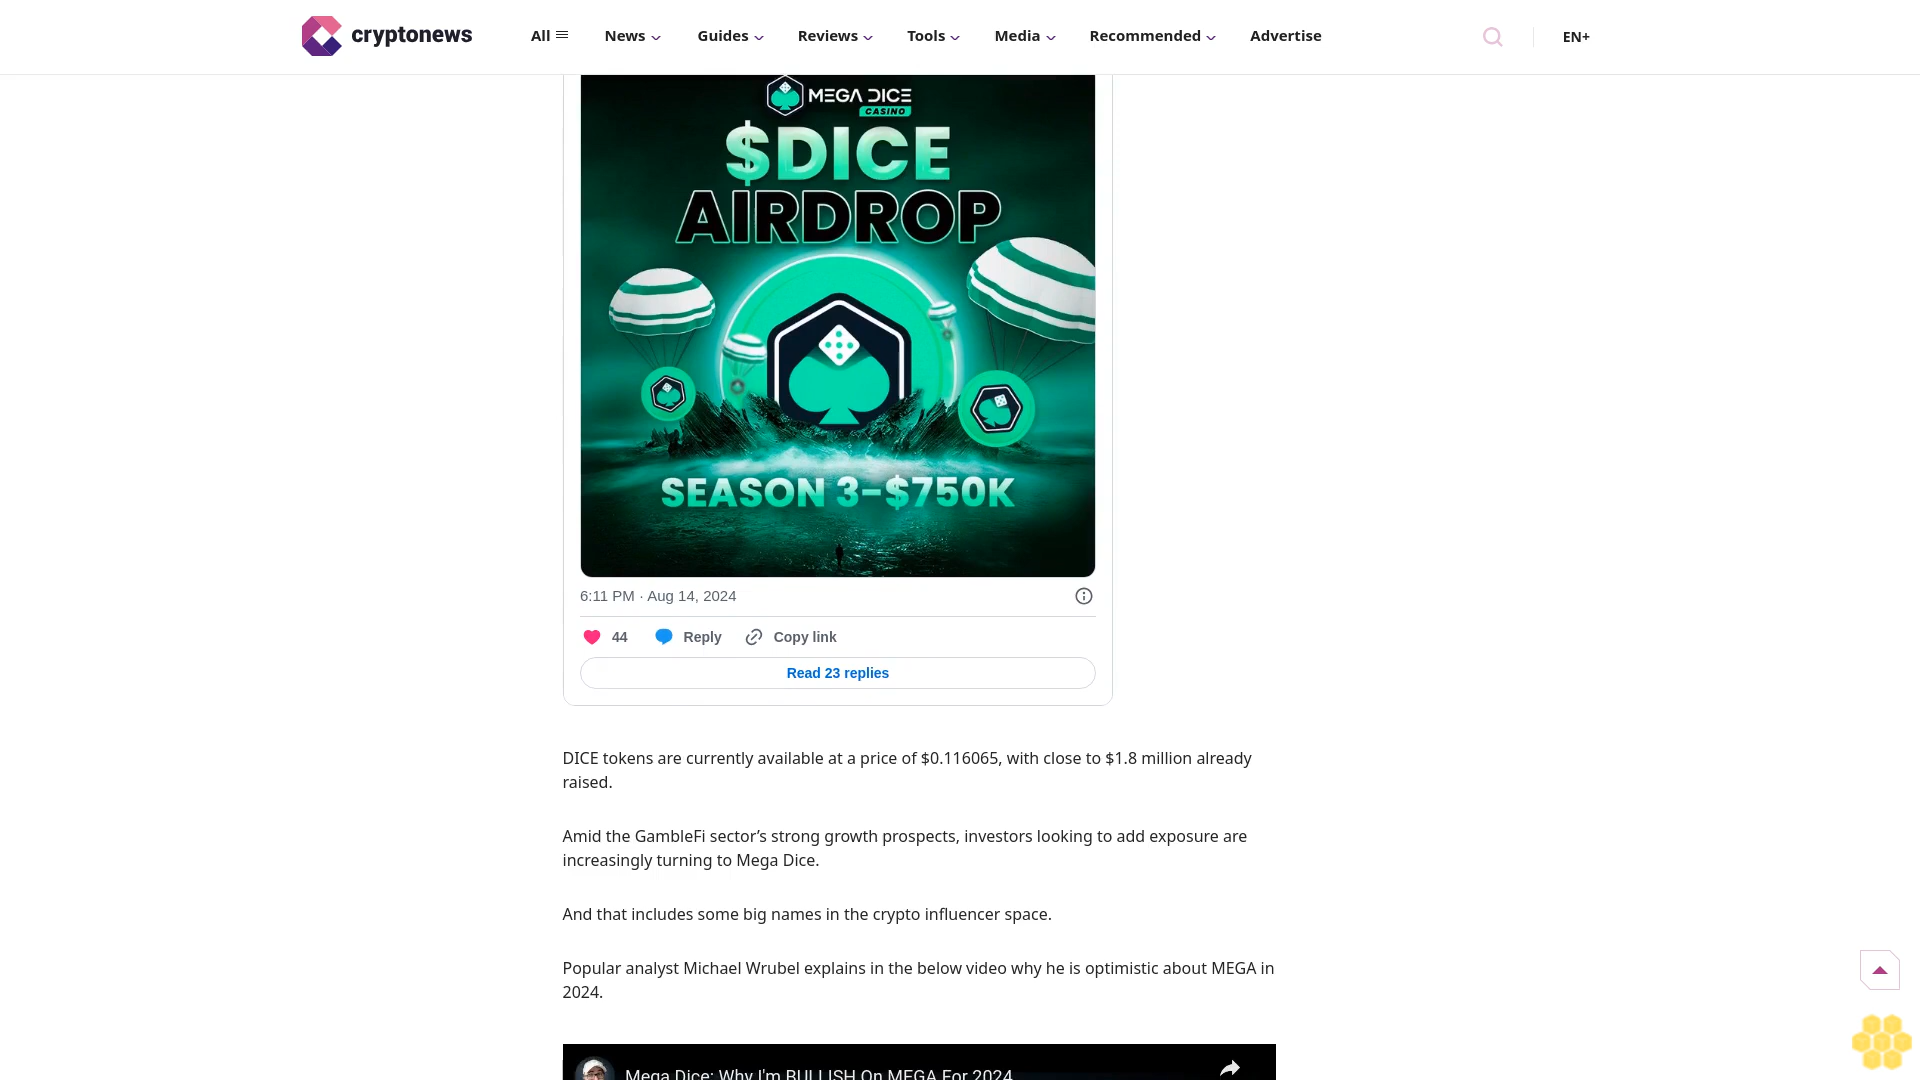 cryptonews
All
News
Guides
Reviews
Tools
Media
Recommended
Advertise
EN+
MEGA DICE
CASINO
$DICE
AIRDROP
SEASON 3-$750K
6:11 PM · Aug 14, 2024
44
Reply
Copy link
Read 23 replies
DICE tokens are currently available at a price of $0.116065, with close to $1.8 million already
raised.
Amid the GambleFi sector’s strong growth prospects, investors looking to add exposure are
increasingly turning to Mega Dice.
And that includes some big names in the crypto influencer space.
Popular analyst Michael Wrubel explains in the below video why he is optimistic about MEGA in
2024.
Mega Dice: Why I'm BULLISH On MEGA For 2024